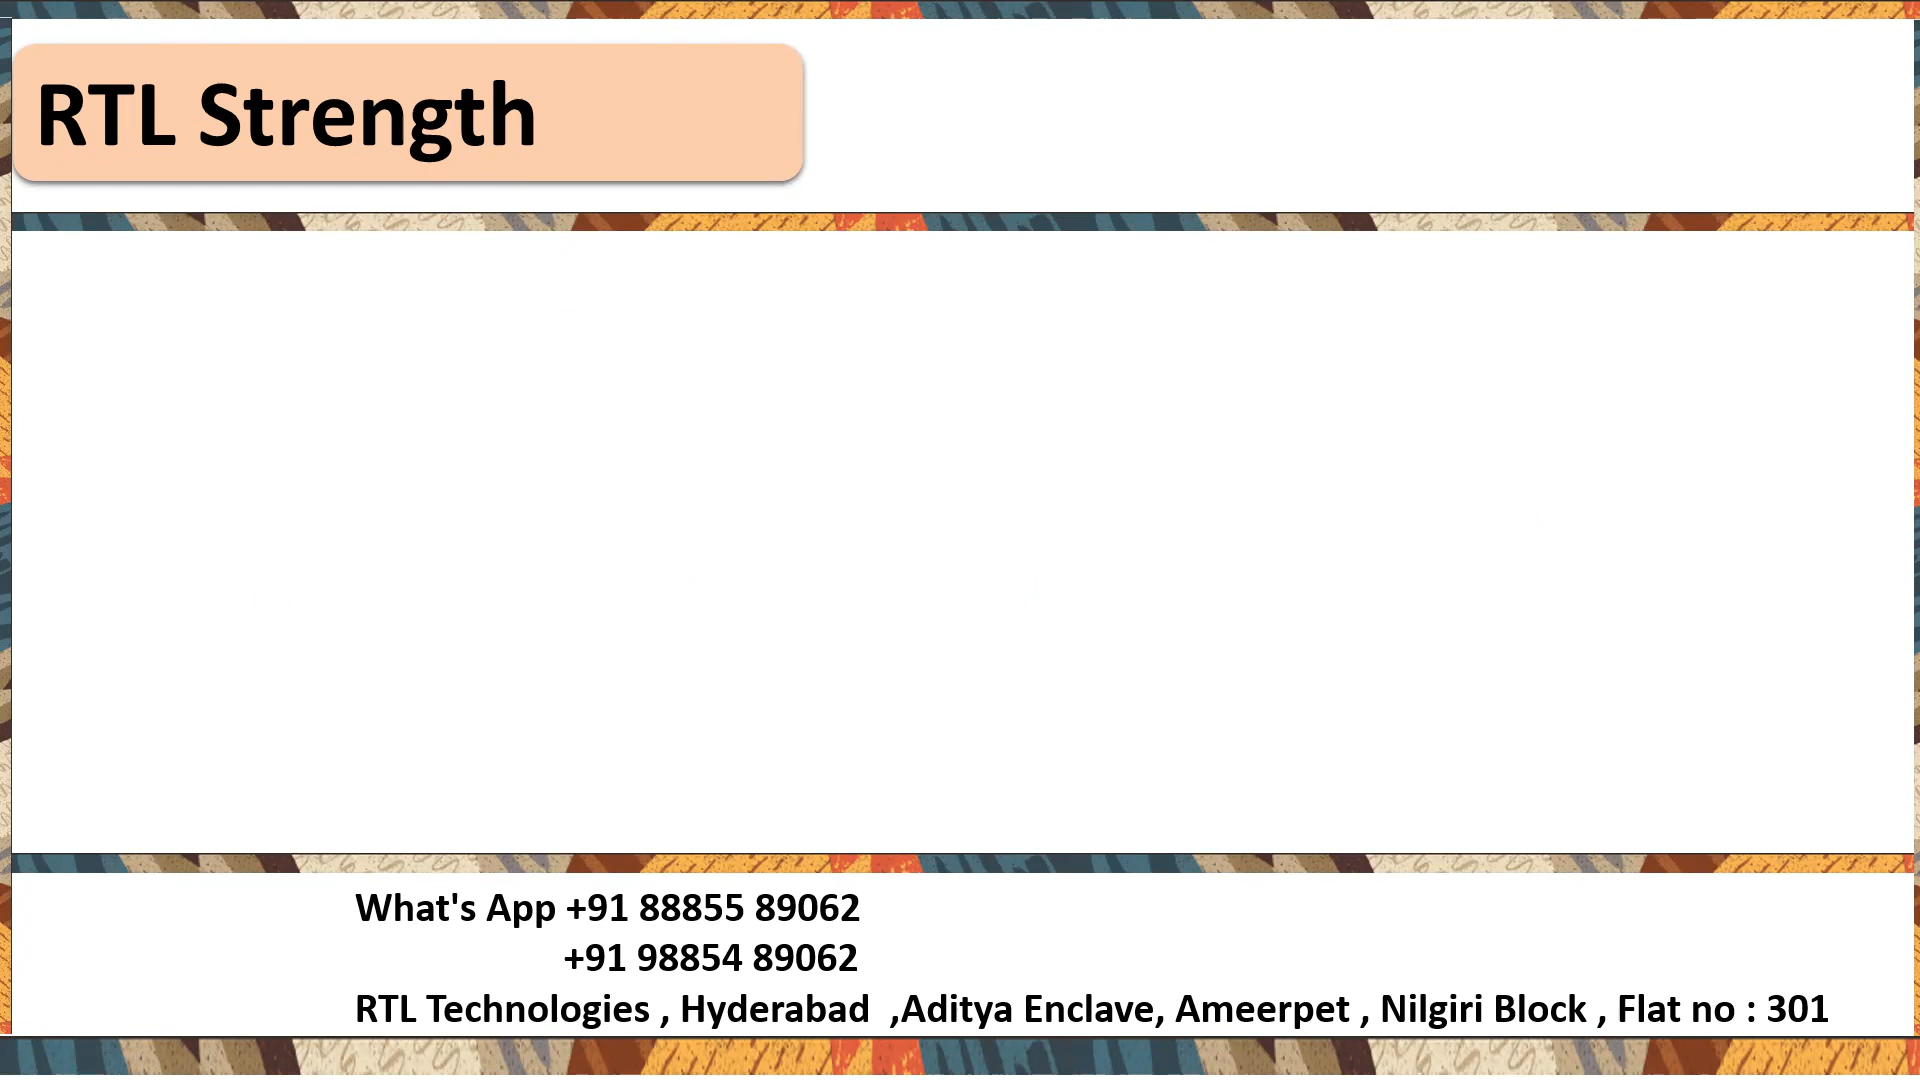 RTL Strength
What's App +91 88855 89062
+91 98854 89062
RTL Technologies , Hyderabad  ,Aditya Enclave, Ameerpet , Nilgiri Block , Flat no : 301